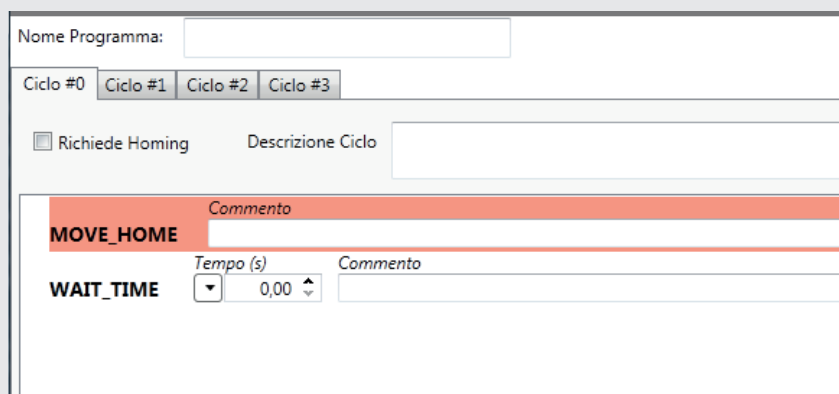 Nome Programma:
Ciclo #0 Ciclo #1 Ciclo #2 Ciclo #3
Richiede Homing Descrizione Ciclo
Commento
MOVE_HOME
Tempo (s) Commento
WAIT_TIME 0,00